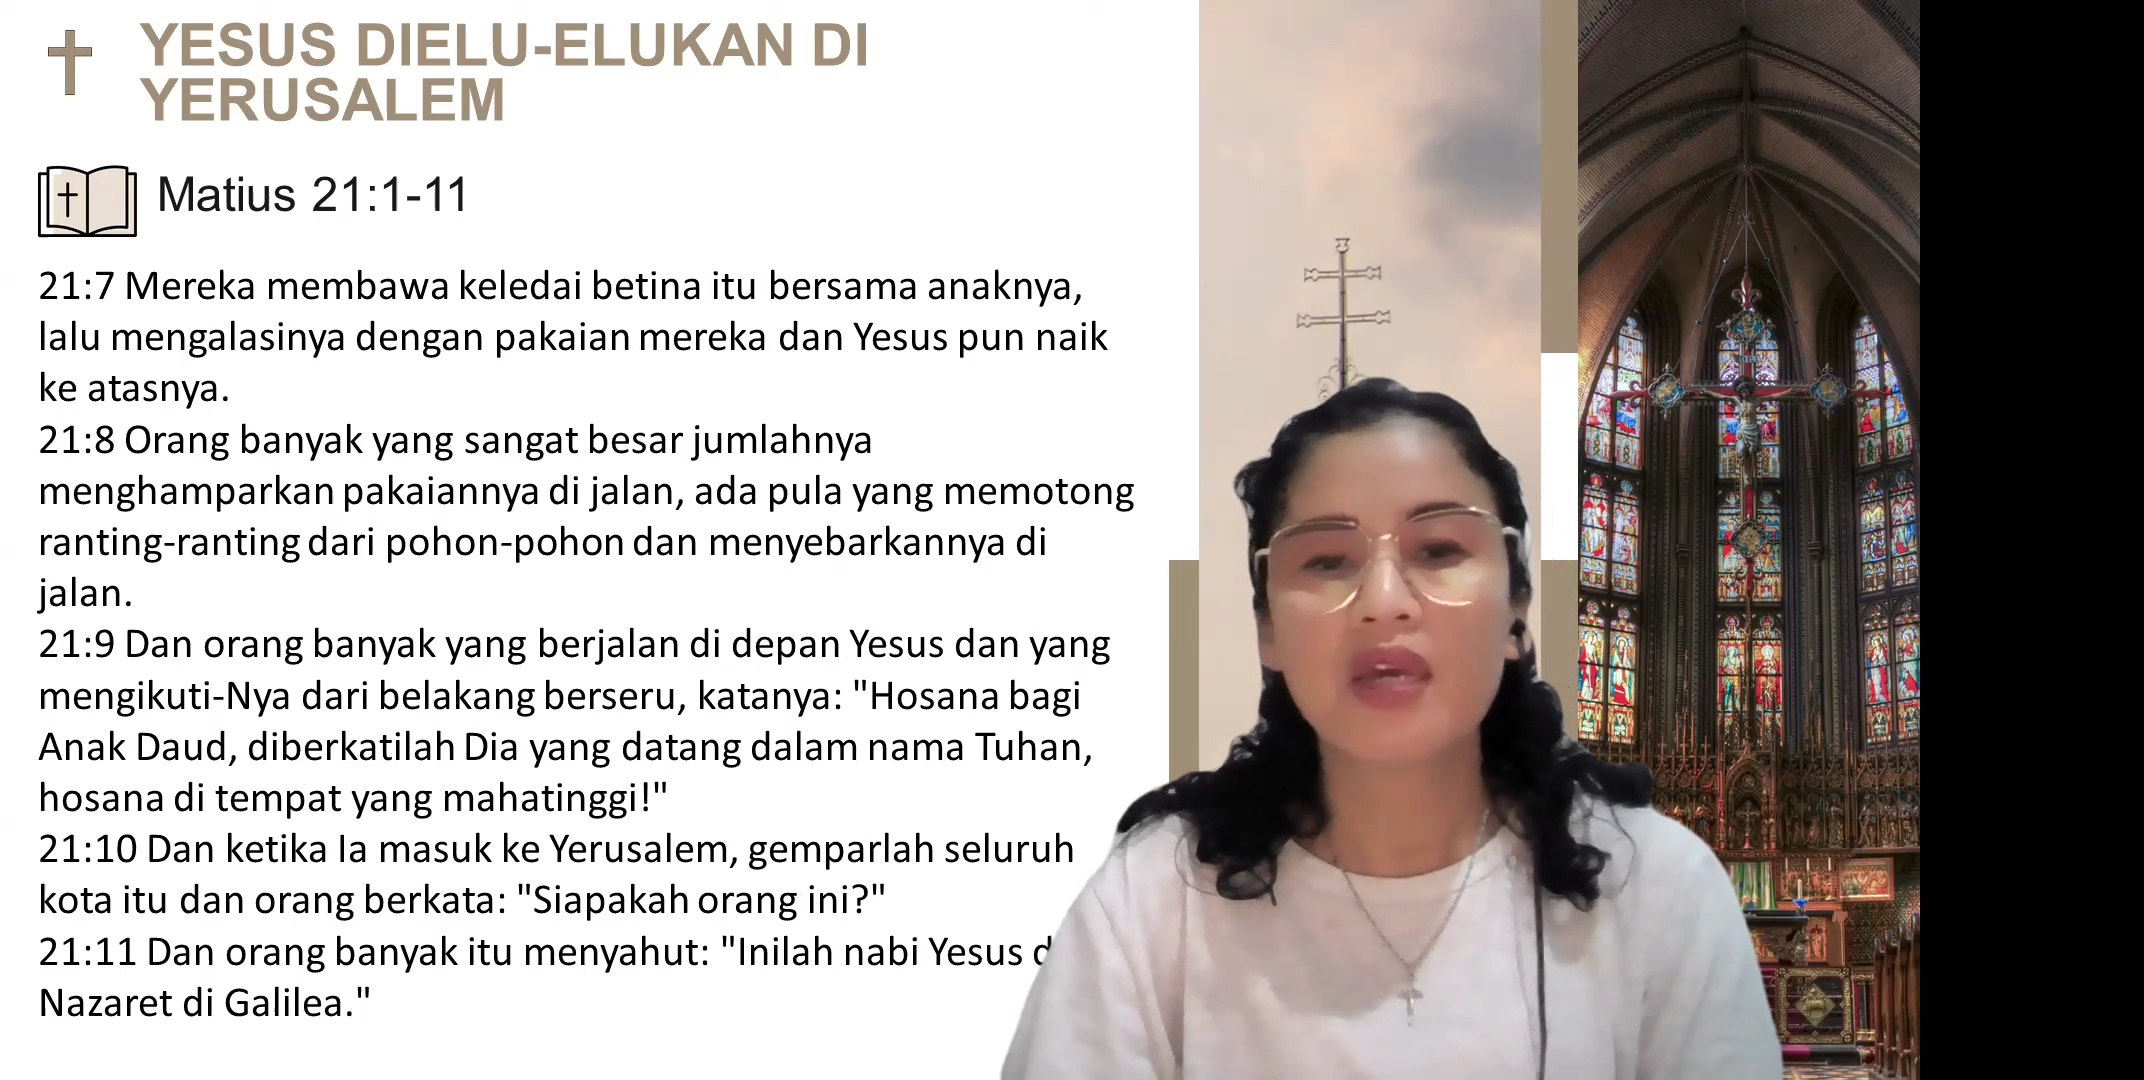 YESUS DIELU-ELUKAN DI
YERUSALEM
Matius 21:1-11
21:7 Mereka membawa keledai betina itu bersama anaknya,
lalu mengalasinya dengan pakaian mereka dan Yesus pun naik
ke atasnya.
21:8 Orang banyak yang sangat besar jumlahnya
menghamparkan pakaiannya di jalan, ada pula yang memotong
ranting-ranting dari pohon-pohon dan menyebarkannya di
jalan.
21:9 Dan orang banyak yang berjalan di depan Yesus dan yang
mengikuti-Nya dari belakang berseru, katanya: "Hosana bagi
Anak Daud, diberkatilah Dia yang datang dalam nama Tuhan,
hosana di tempat yang mahatinggi!"
21:10 Dan ketika Ia masuk ke Yerusalem, gemparlah seluruh
kota itu dan orang berkata: "Siapakah orang ini?"
21:11 Dan orang banyak itu menyahut: "Inilah nabi Yesus
Nazaret di Galilea."